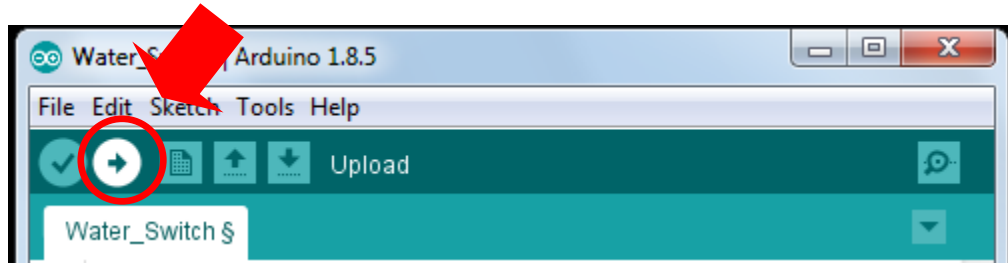 Water_S | Arduino 1.8.5
File Edit Sketch Tools Help
Upload
Water_Switch §